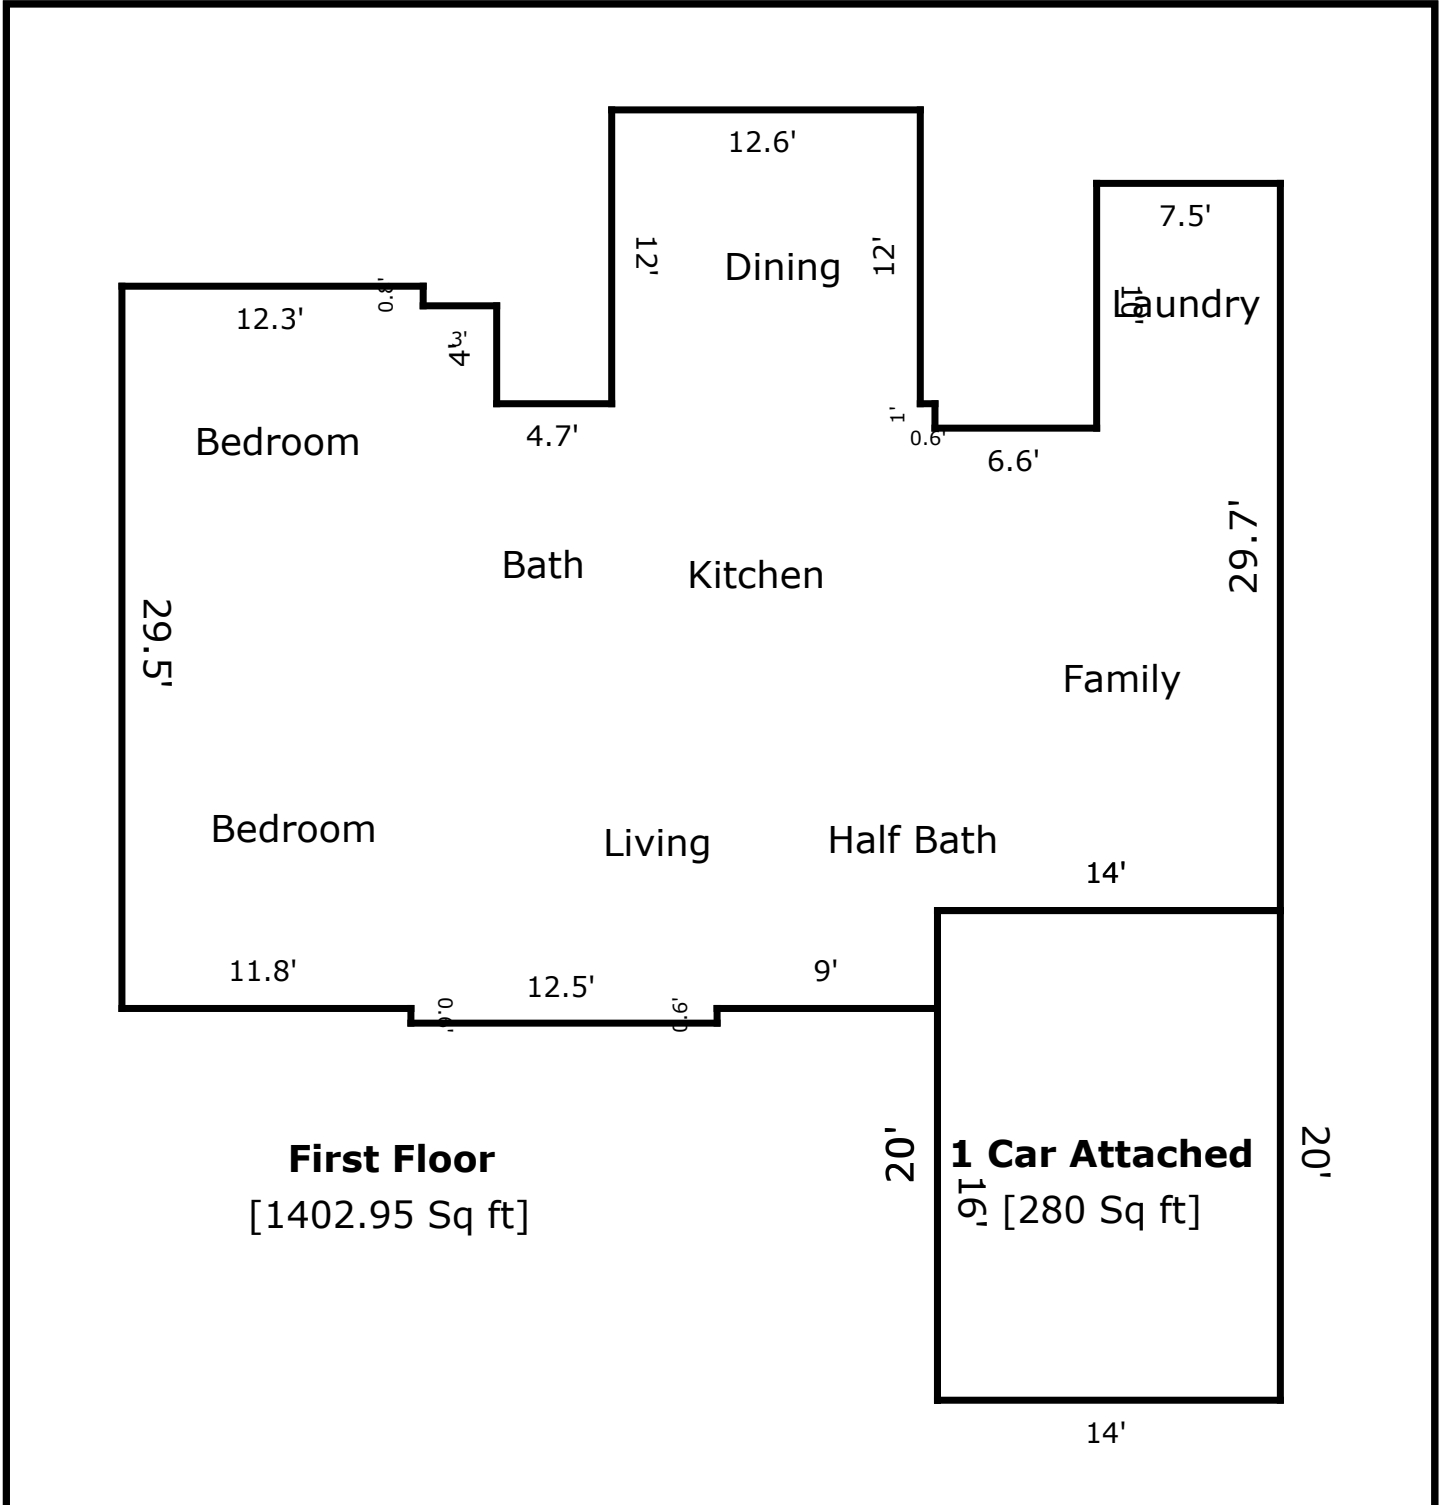 12.6'
7.5'
12'
Dining
12'
Laundry
10'
0.8'
12.3'
3'
4'
4.7'
1'
0.6'
6.6'
Bedroom
29.7'
Bath
Kitchen
29.5'
Family
Bedroom
Living
Half Bath
14'
11.8'
12.5'
9'
0.6'
0.6'
First Floor
[1402.95 Sq ft]
20'
1 Car Attached
16'
[280 Sq ft]
20'
14'